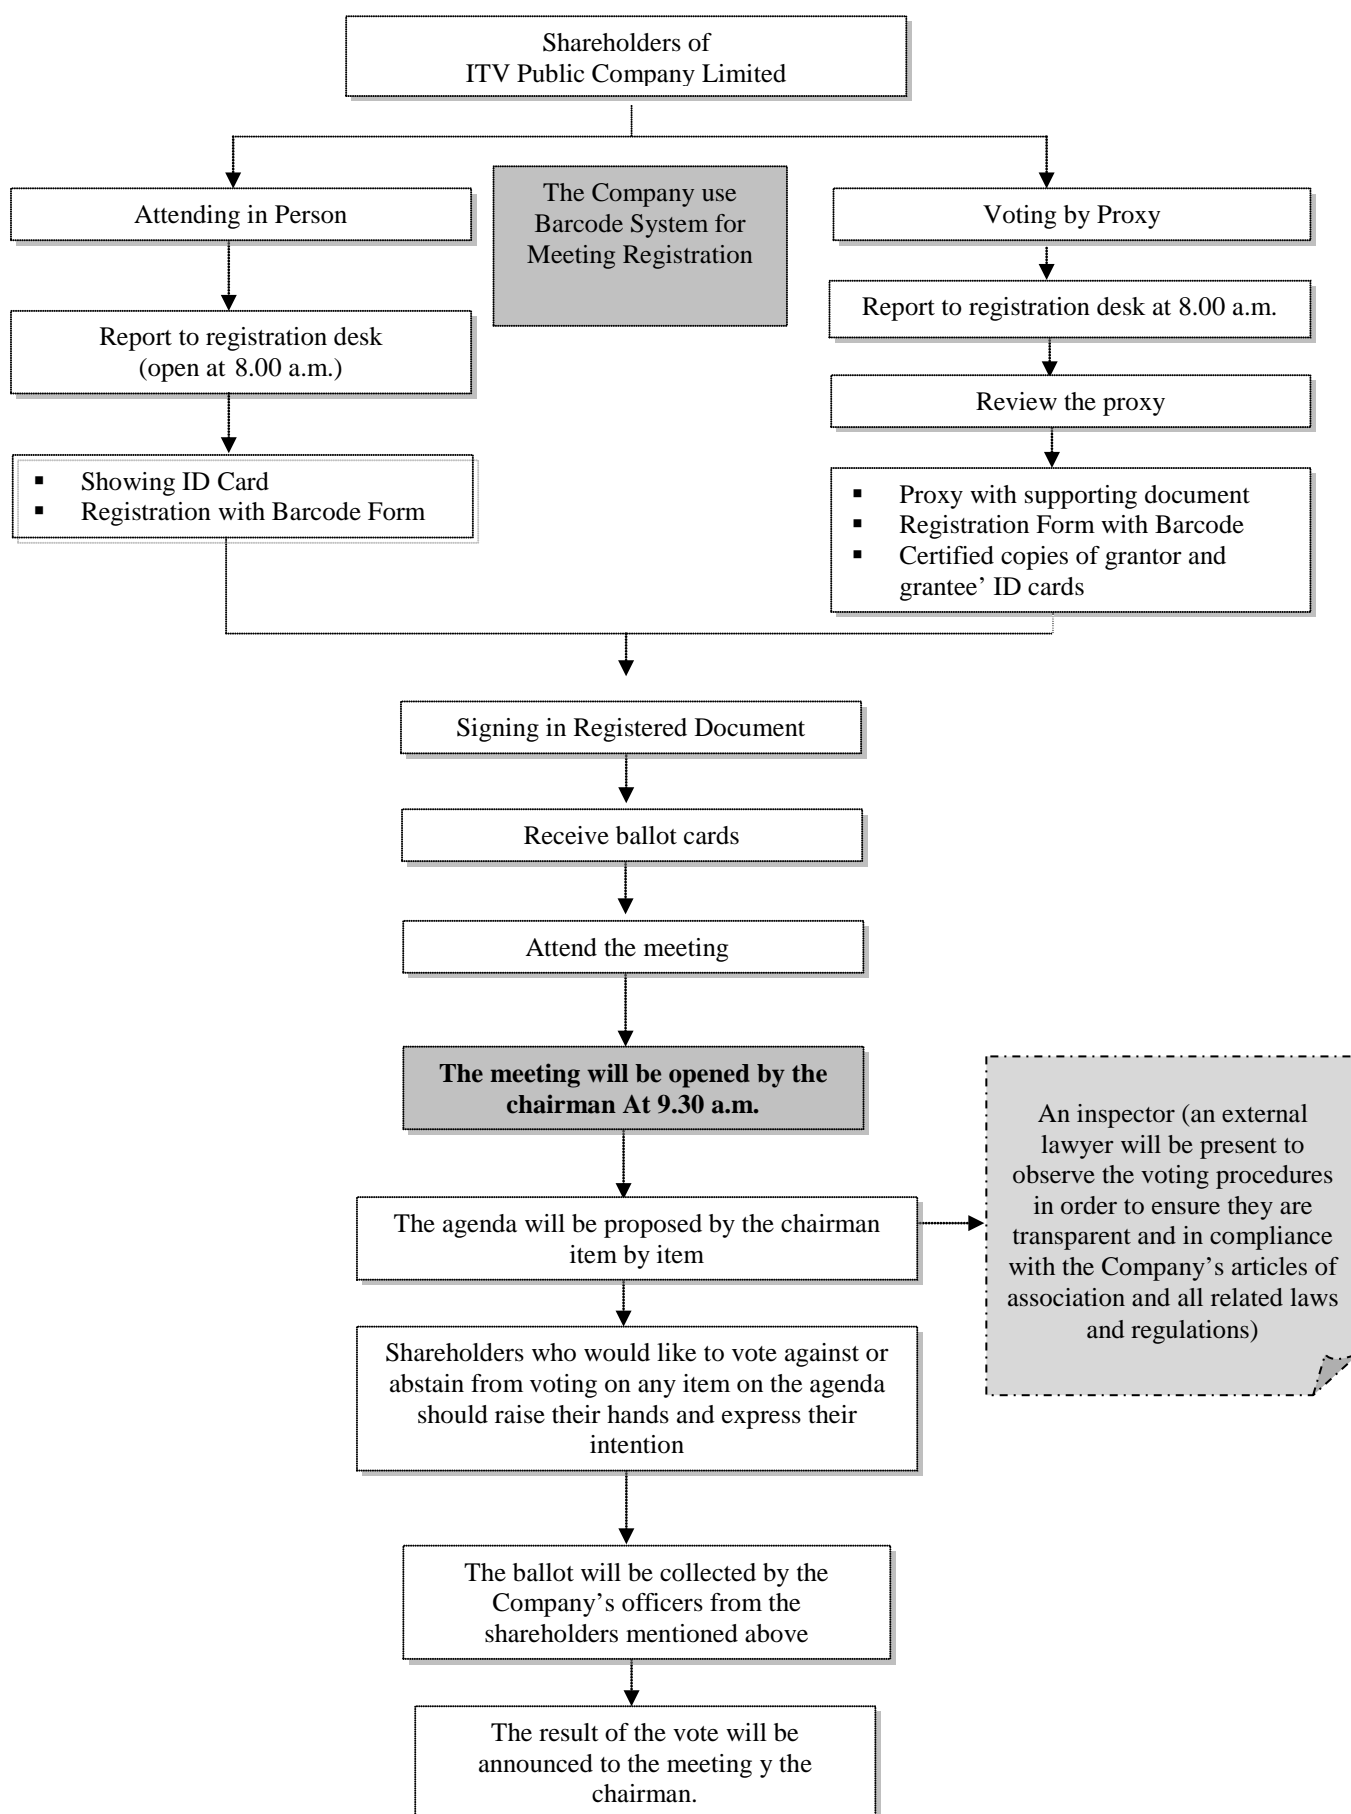 Shareholders of
ITV Public Company Limited
Attending in Person
The Company use
Barcode System for
Meeting Registration
Voting by Proxy
Report to registration desk
(open at 8.00 a.m.)
Report to registration desk at 8.00 a.m.
Review the proxy
▪ Showing ID Card
▪ Registration with Barcode Form
▪ Proxy with supporting document
▪ Registration Form with Barcode
▪ Certified copies of grantor and
grantee’ ID cards
Signing in Registered Document
Receive ballot cards
Attend the meeting
The meeting will be opened by the
chairman At 9.30 a.m.
An inspector (an external
lawyer will be present to
observe the voting procedures
in order to ensure they are
transparent and in compliance
with the Company’s articles of
association and all related laws
and regulations)
The agenda will be proposed by the chairman
item by item
Shareholders who would like to vote against or
abstain from voting on any item on the agenda
should raise their hands and express their
intention
The ballot will be collected by the
Company’s officers from the
shareholders mentioned above
The result of the vote will be
announced to the meeting y the
chairman.